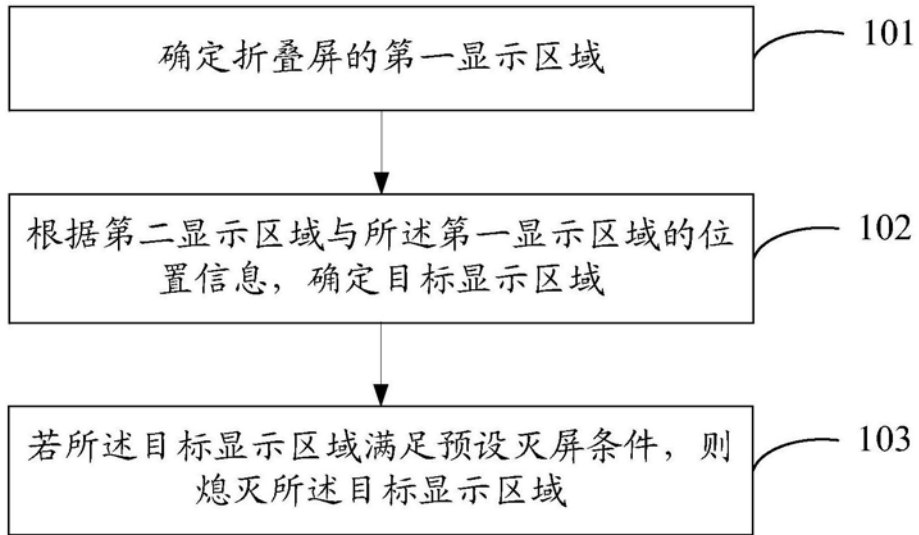 确定折叠屏的第一显示区域
101
根据第二显示区域与所述第一显示区域的位
置信息，确定目标显示区域
102
若所述目标显示区域满足预设灭屏条件，则
熄灭所述目标显示区域
103